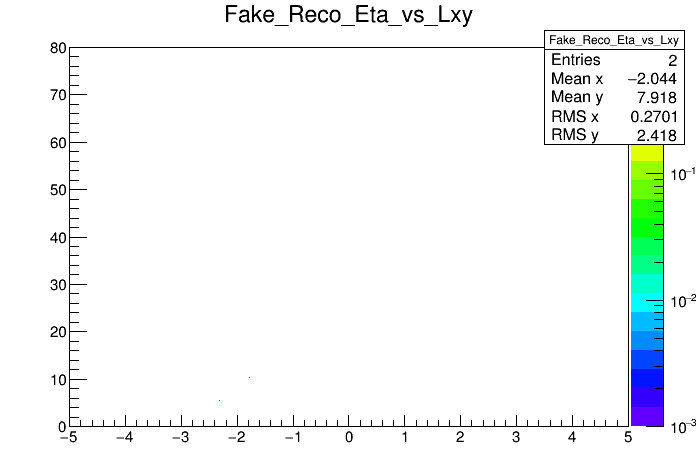 Fake_Reco_Eta_vs_Lxy
Fake_Reco_Eta_vs_Lxy
Entries 2
Mean x −2.044
Mean y 7.918
RMS x 0.2701
RMS y 2.418
80
70
60
50
40
30
20
10
0
−5 −4 −3 −2 −1 0 1 2 3 4 5
10−1
10−2
10−3